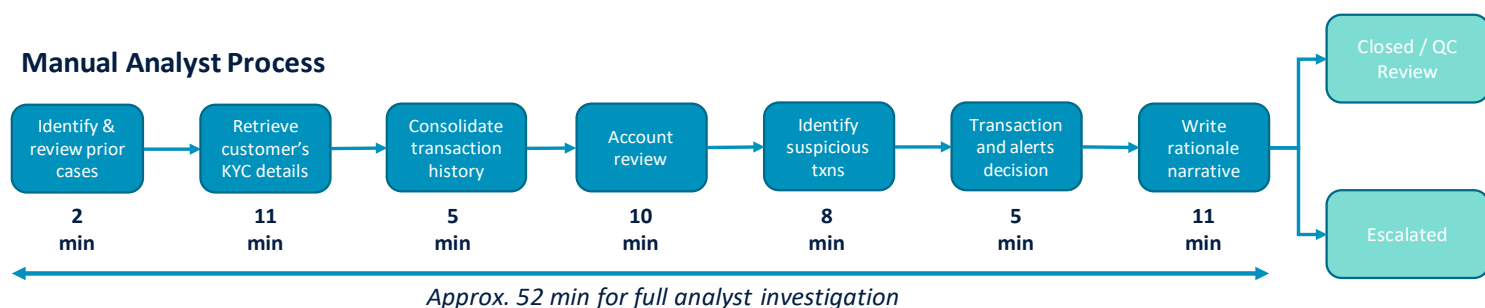 Manual Analyst Process
Identify &
review prior
cases
Retrieve
customer’s
KYC details
Consolidate
transaction
history
Account
review
Identify
suspicious
txns
Transaction
and alerts
decision
Write
rationale
narrative
Closed / QC
Review
Escalated
2
min
11
min
5
min
10
min
8
min
5
min
11
min
Approx. 52 min for full analyst investigation